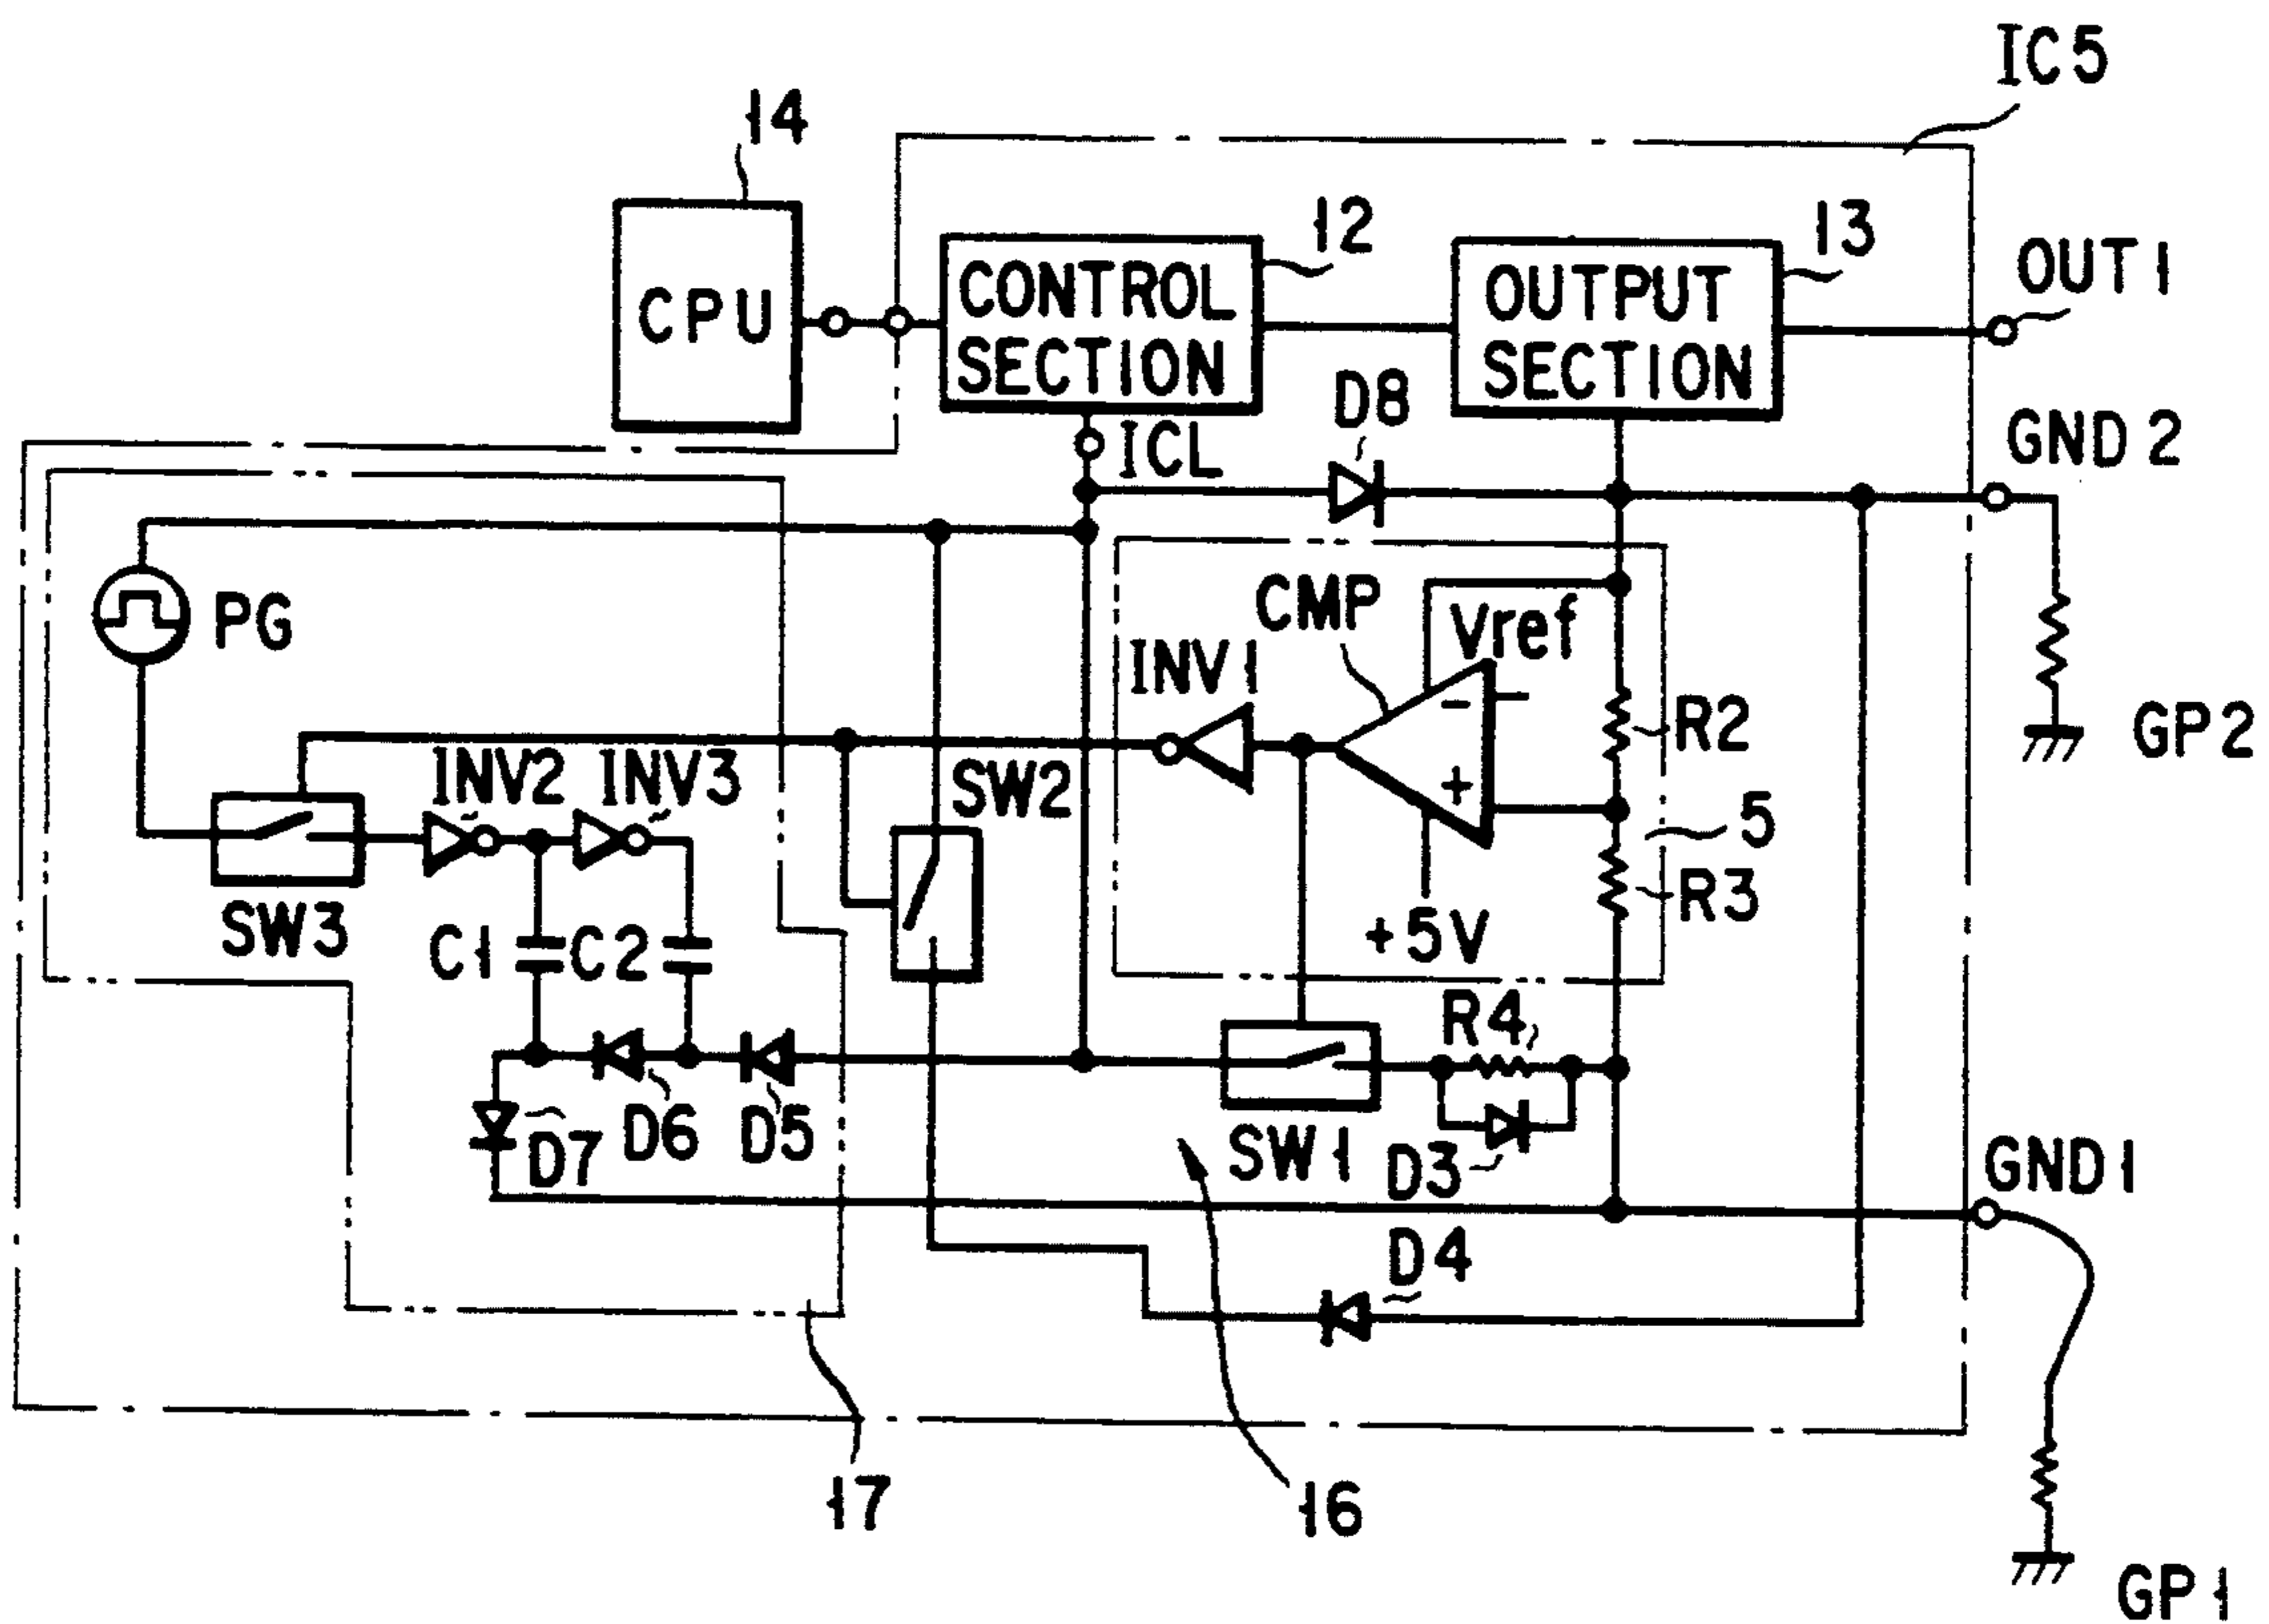 IC5
14
12
13
OUT1
CPU
CONTROL
SECTION
OUTPUT
SECTION
D8
GND2
ICL
PG
CMP
Vref
INV1
-
R2
GP2
INV2
INV3
SW2
+
5
R3
SW3
C1
C2
+5V
R4
D7
D6
D5
SW1
D3
GND1
D4
17
16
GP1